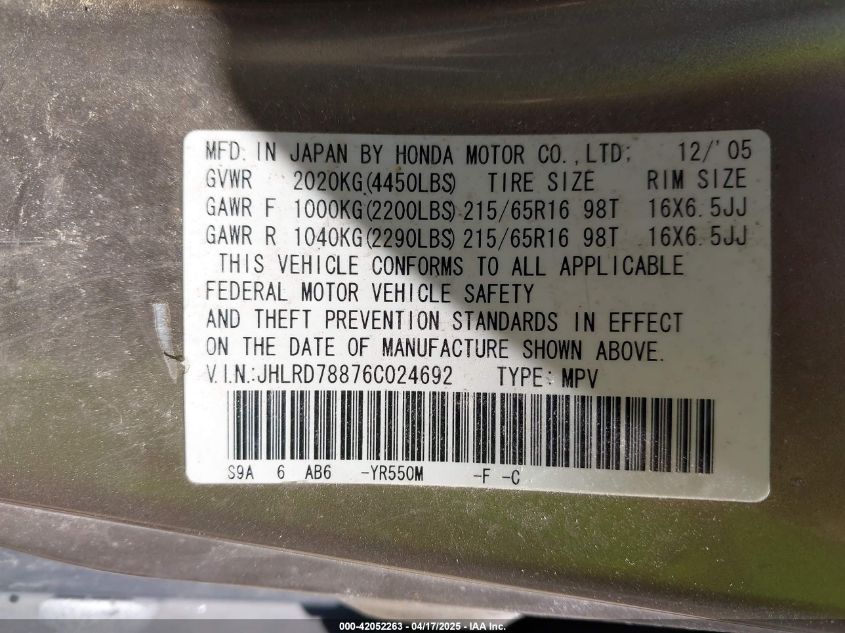 MFD. IN JAPAN BY HONDA MOTOR CO.,LTD; 12/'05
GVWR 2020KG(4450LBS) TIRE SIZE RIM SIZE
GAWR F 1000KG(2200LBS) 215/65R16 98T 16X6.5JJ
GAWR R 1040KG(2290LBS) 215/65R16 98T 16X6.5JJ
THIS VEHICLE CONFORMS TO ALL APPLICABLE
FEDERAL MOTOR VEHICLE SAFETY
AND THEFT PREVENTION STANDARDS IN EFFECT
ON THE DATE OF MANUFACTURE SHOWN ABOVE.
V.I.N.:JHLRD78876C024692 TYPE: MPV
S9A 6 AB6 -YR550M -F -C
000-42052263 - 04/17/2025 - IAA Inc.